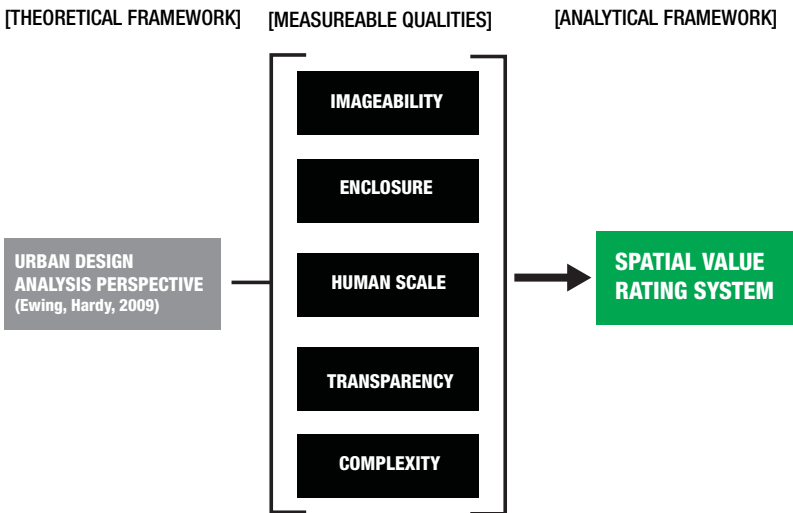 [THEORETICAL FRAMEWORK]
[MEASUREABLE QUALITIES]
[ANALYTICAL FRAMEWORK]
URBAN DESIGN
ANALYSIS PERSPECTIVE
(Ewing, Hardy, 2009)
IMAGEABILITY
ENCLOSURE
HUMAN SCALE
TRANSPARENCY
COMPLEXITY
SPATIAL VALUE
RATING SYSTEM